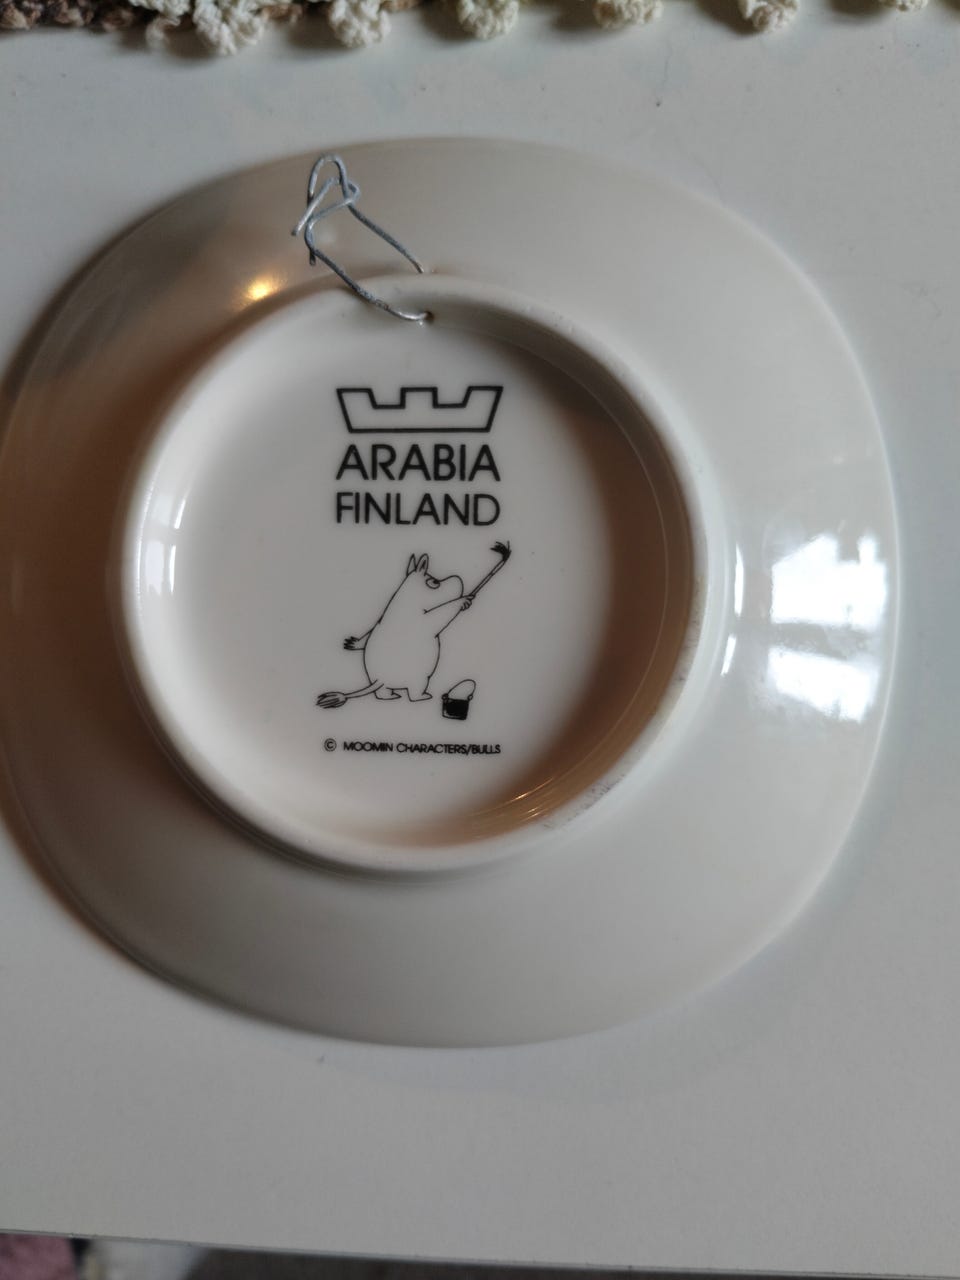 ARABIA
FINLAND
© MOOMIN CHARACTERS/BULLS